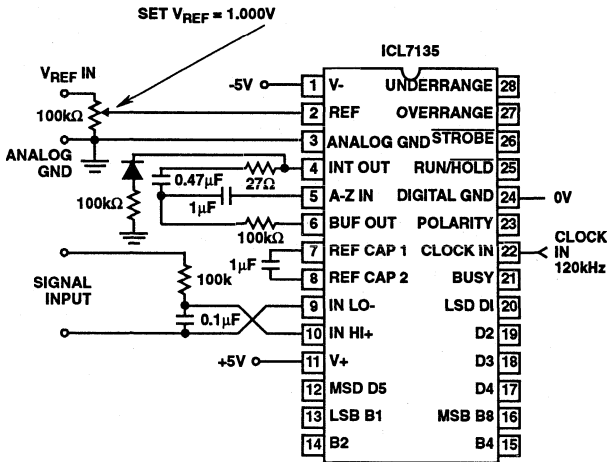 SET VREF = 1.000V
ICL7135
VREF IN
100kΩ
ANALOG
GND
-5V
1 V- UNDERRANGE 28
2 REF OVERRANGE 27
3 ANALOG GND STROBE 26
4 INT OUT RUN/HOLD 25
5 A-Z IN DIGITAL GND 24
0V
6 BUF OUT POLARITY 23
7 REF CAP 1 CLOCK IN 22
CLOCK
IN
120kHz
8 REF CAP 2 BUSY 21
9 IN LO- LSD DI 20
10 IN HI+ D2 19
+5V
11 V+ D3 18
12 MSD D5 D4 17
13 LSB B1 MSB B8 16
14 B2 B4 15
0.47μF
27Ω
100kΩ
1μF
100kΩ
1μF
SIGNAL
INPUT
100k
0.1μF